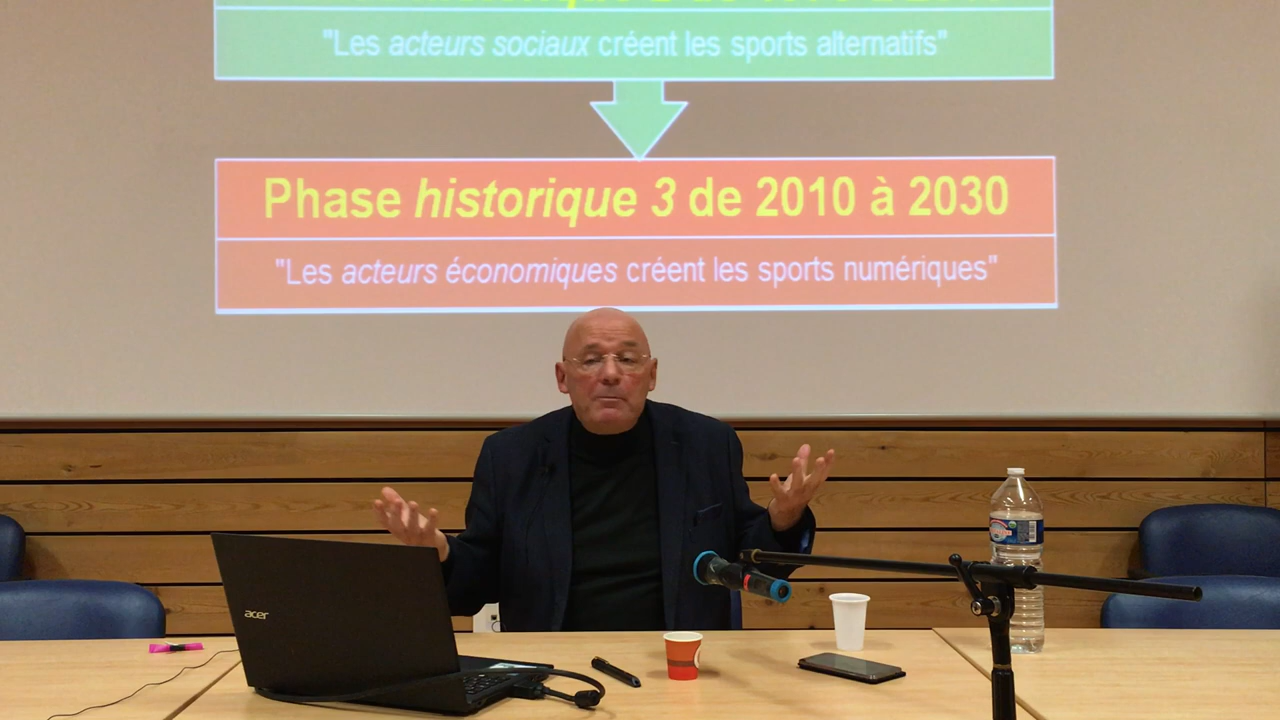 "Les acteurs sociaux créent les sports alternatifs"
Phase historique 3 de 2010 à 2030
"Les acteurs économiques créent les sports numériques"
acer